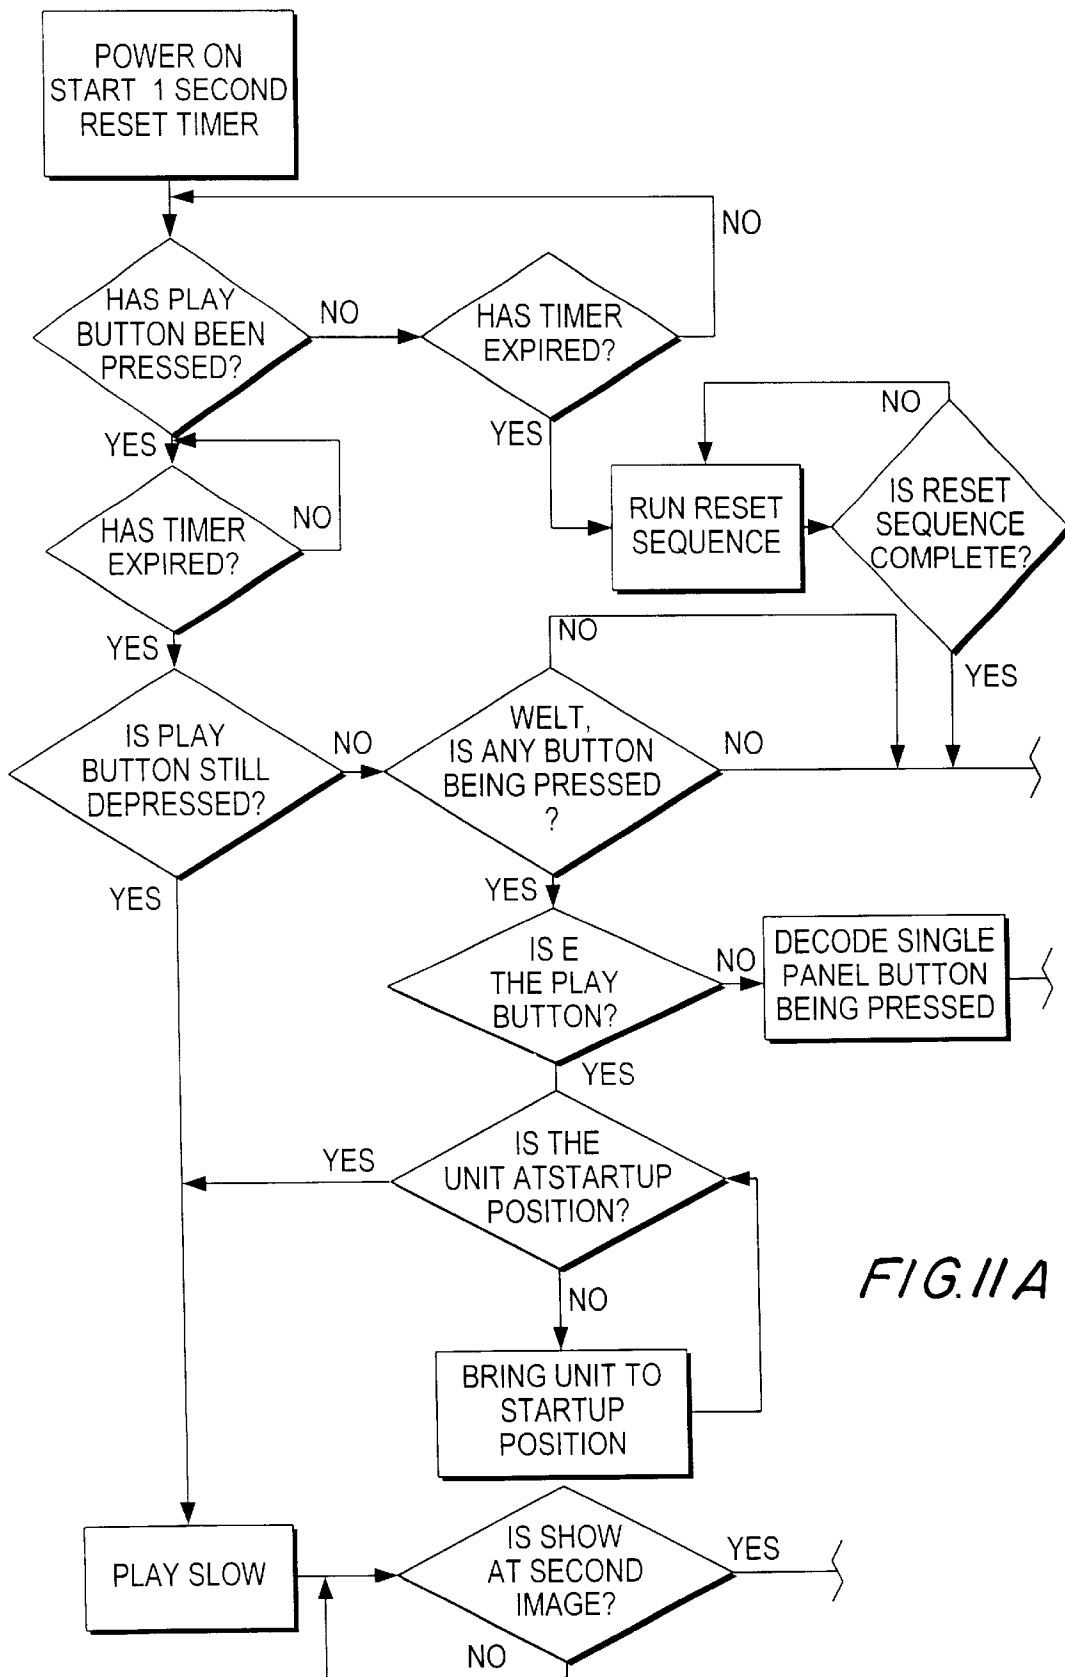 POWER ON
START 1 SECOND
RESET TIMER
NO
HAS PLAY
BUTTON BEEN
PRESSED?
NO
HAS TIMER
EXPIRED?
YES
YES
NO
RUN RESET
SEQUENCE
IS RESET
SEQUENCE
COMPLETE?
HAS TIMER
EXPIRED?
NO
YES
NO
YES
IS PLAY
BUTTON STILL
DEPRESSED?
NO
WELT,
IS ANY BUTTON
BEING PRESSED
?
NO
YES
YES
IS E
THE PLAY
BUTTON?
NO
DECODE SINGLE
PANEL BUTTON
BEING PRESSED
YES
IS THE
UNIT ATSTARTUP
POSITION?
YES
NO
FIG.11A
BRING UNIT TO
STARTUP
POSITION
PLAY SLOW
IS SHOW
AT SECOND
IMAGE?
YES
NO